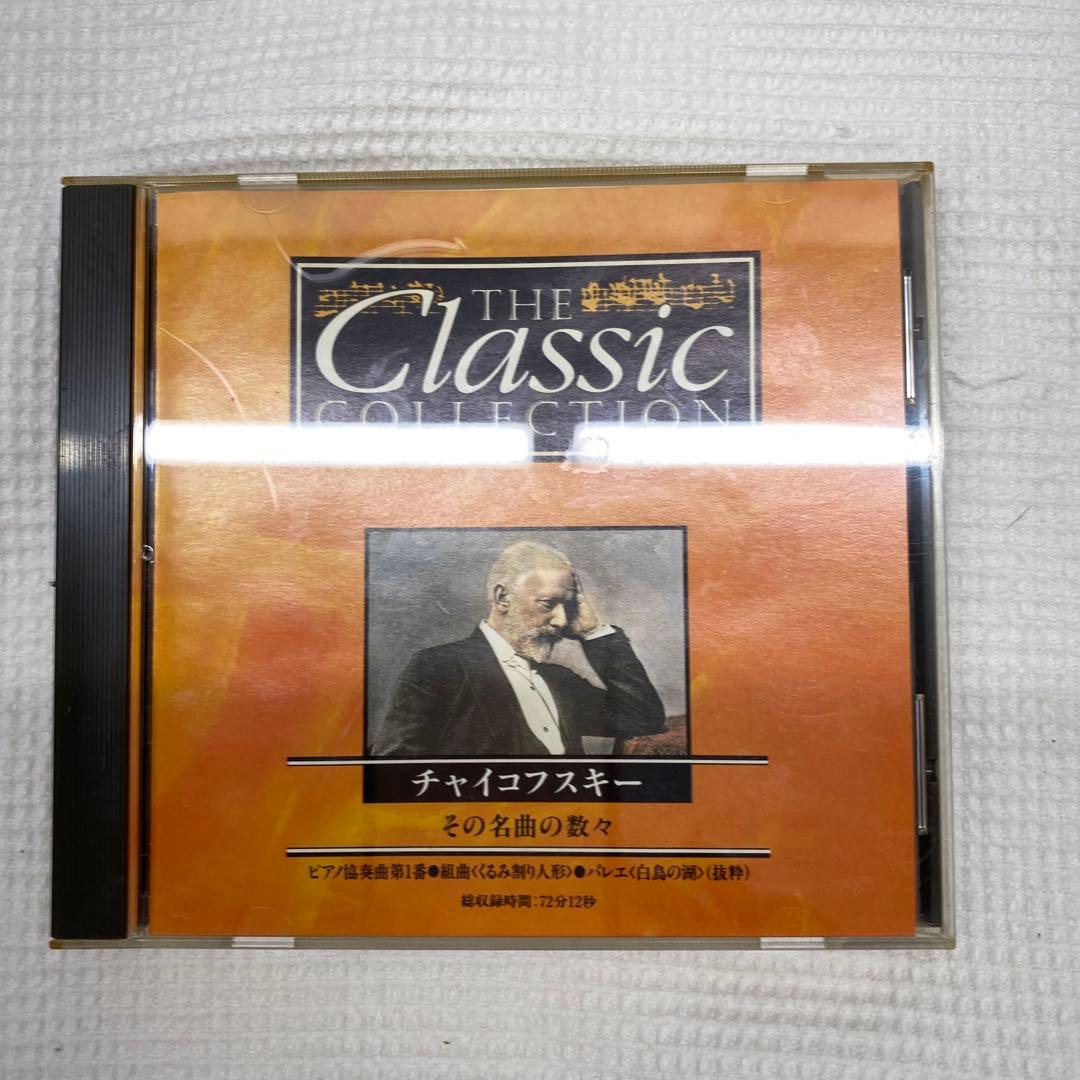 THE
Classic
COLLECTION
チャイコフスキー
その名曲の数々
ピアノ協奏曲第1番●組曲〈くるみ割り人形〉●バレエ〈白鳥の湖〉(抜粋)
総収録時間:72分12秒